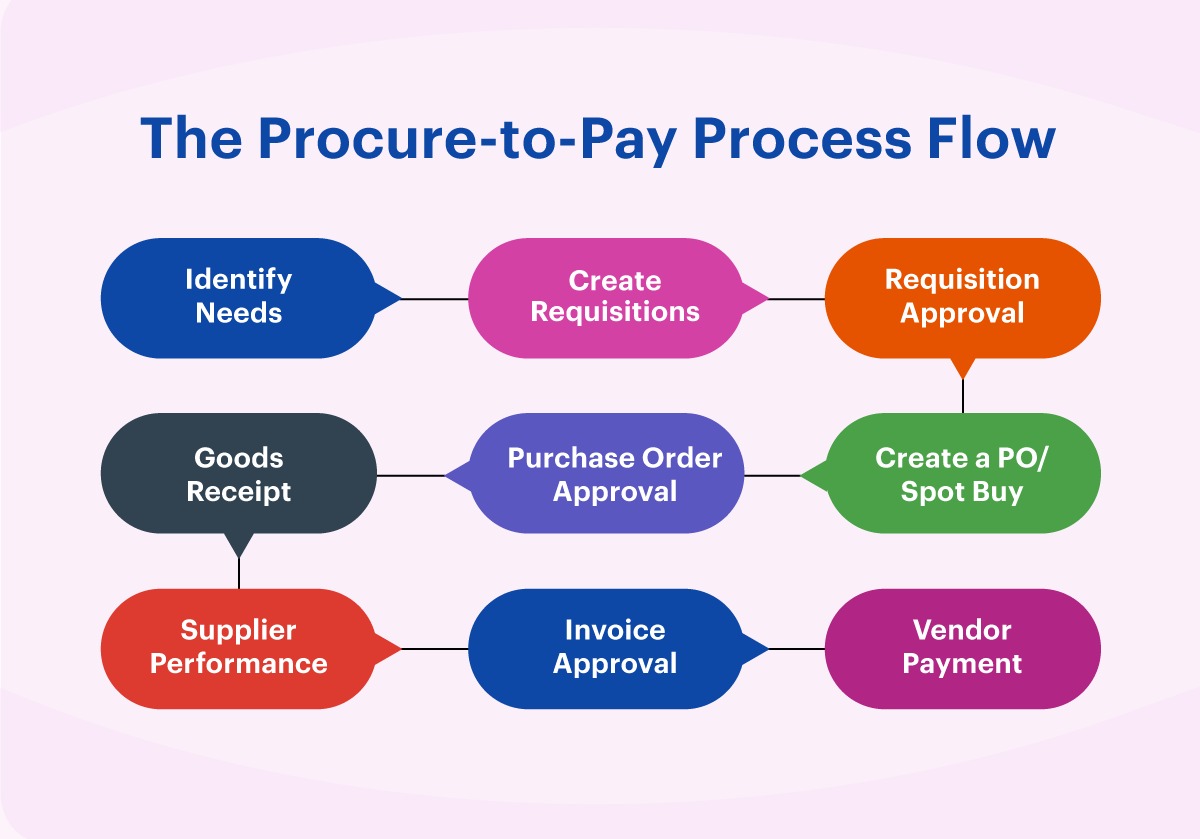 The Procure-to-Pay Process Flow
Identify
Needs
Create
Requisitions
Requisition
Approval
Create a PO/
Spot Buy
Purchase Order
Approval
Goods
Receipt
Supplier
Performance
Invoice
Approval
Vendor
Payment